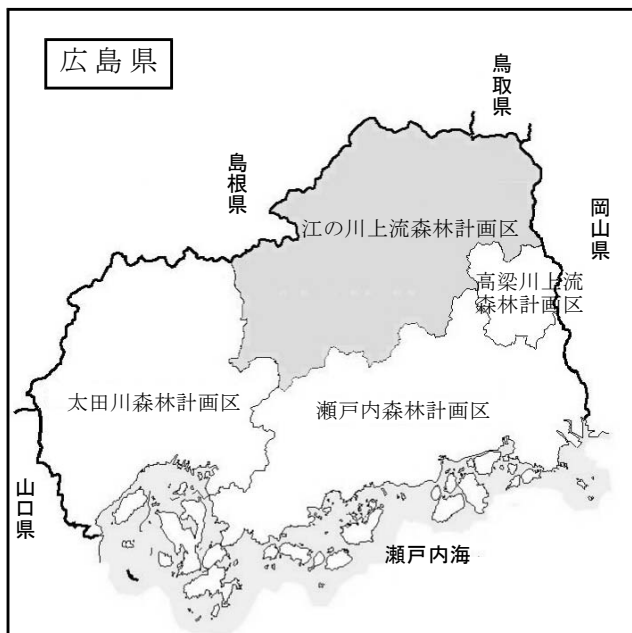 広島県
鳥取県
島根県
岡山県
江の川上流森林計画区
高梁川上流
森林計画区
太田川森林計画区
瀬戸内森林計画区
山口県
瀬戸内海